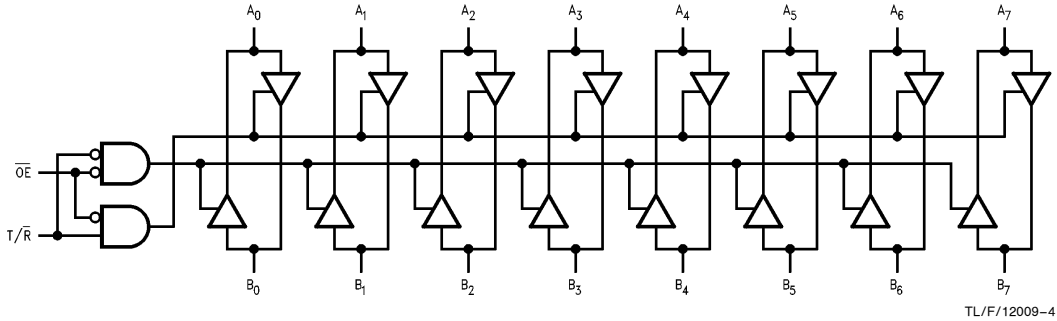 A₀ A₁ A₂ A₃ A₄ A₅ A₆ A₇
O̅E̅
T/R̅
B₀ B₁ B₂ B₃ B₄ B₅ B₆ B₇
TL/F/12009–4